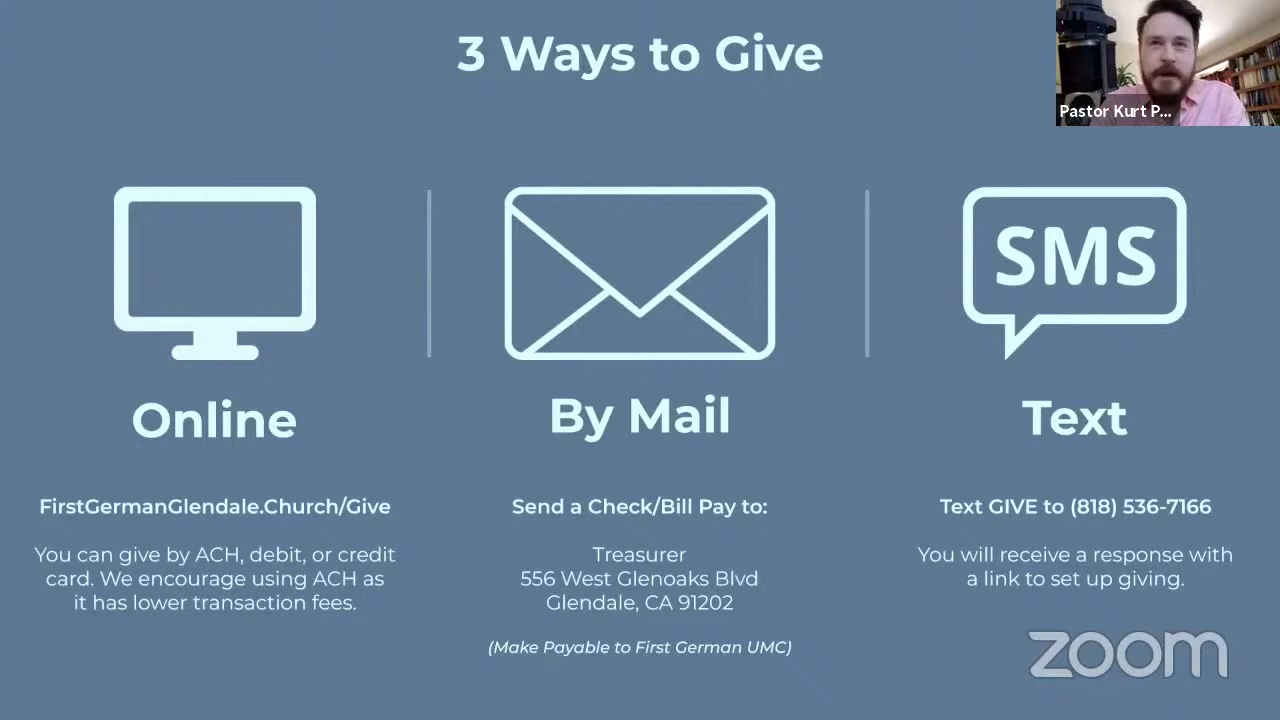 3 Ways to Give
Pastor Kurt P...
SMS
Online
FirstGermanGlendale.Church/Give
You can give by ACH, debit, or credit
card. We encourage using ACH as
it has lower transaction fees.
By Mail
Send a Check/Bill Pay to:
Treasurer
556 West Glenoaks Blvd
Glendale, CA 91202
(Make Payable to First German UMC)
Text
Text GIVE to (818) 536-7166
You will receive a response with
a link to set up giving.
zoom